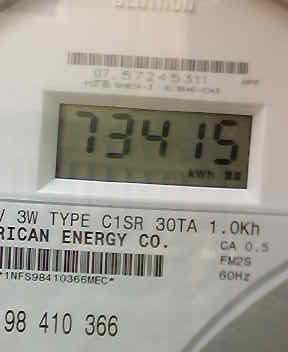 CENTRON
07.57245311
73415
kWh
V 3W TYPE C1SR 30TA 1.0Kh
RICAN ENERGY CO.
CA 0.5
FM2S
60Hz
*1NFS98410366MEC*
98 410 366